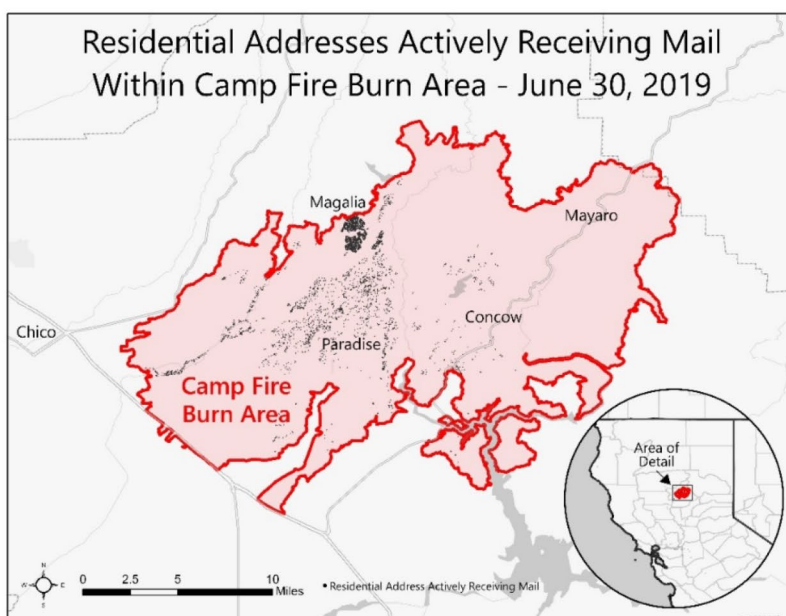 Residential Addresses Actively Receiving Mail
Within Camp Fire Burn Area - June 30, 2019
Magalia
Mayaro
Chico
Concow
Paradise
Camp Fire
Burn Area
Area of
Detail
N
W
E
S
0 2.5 5 10
Miles
Residential Address Actively Receiving Mail